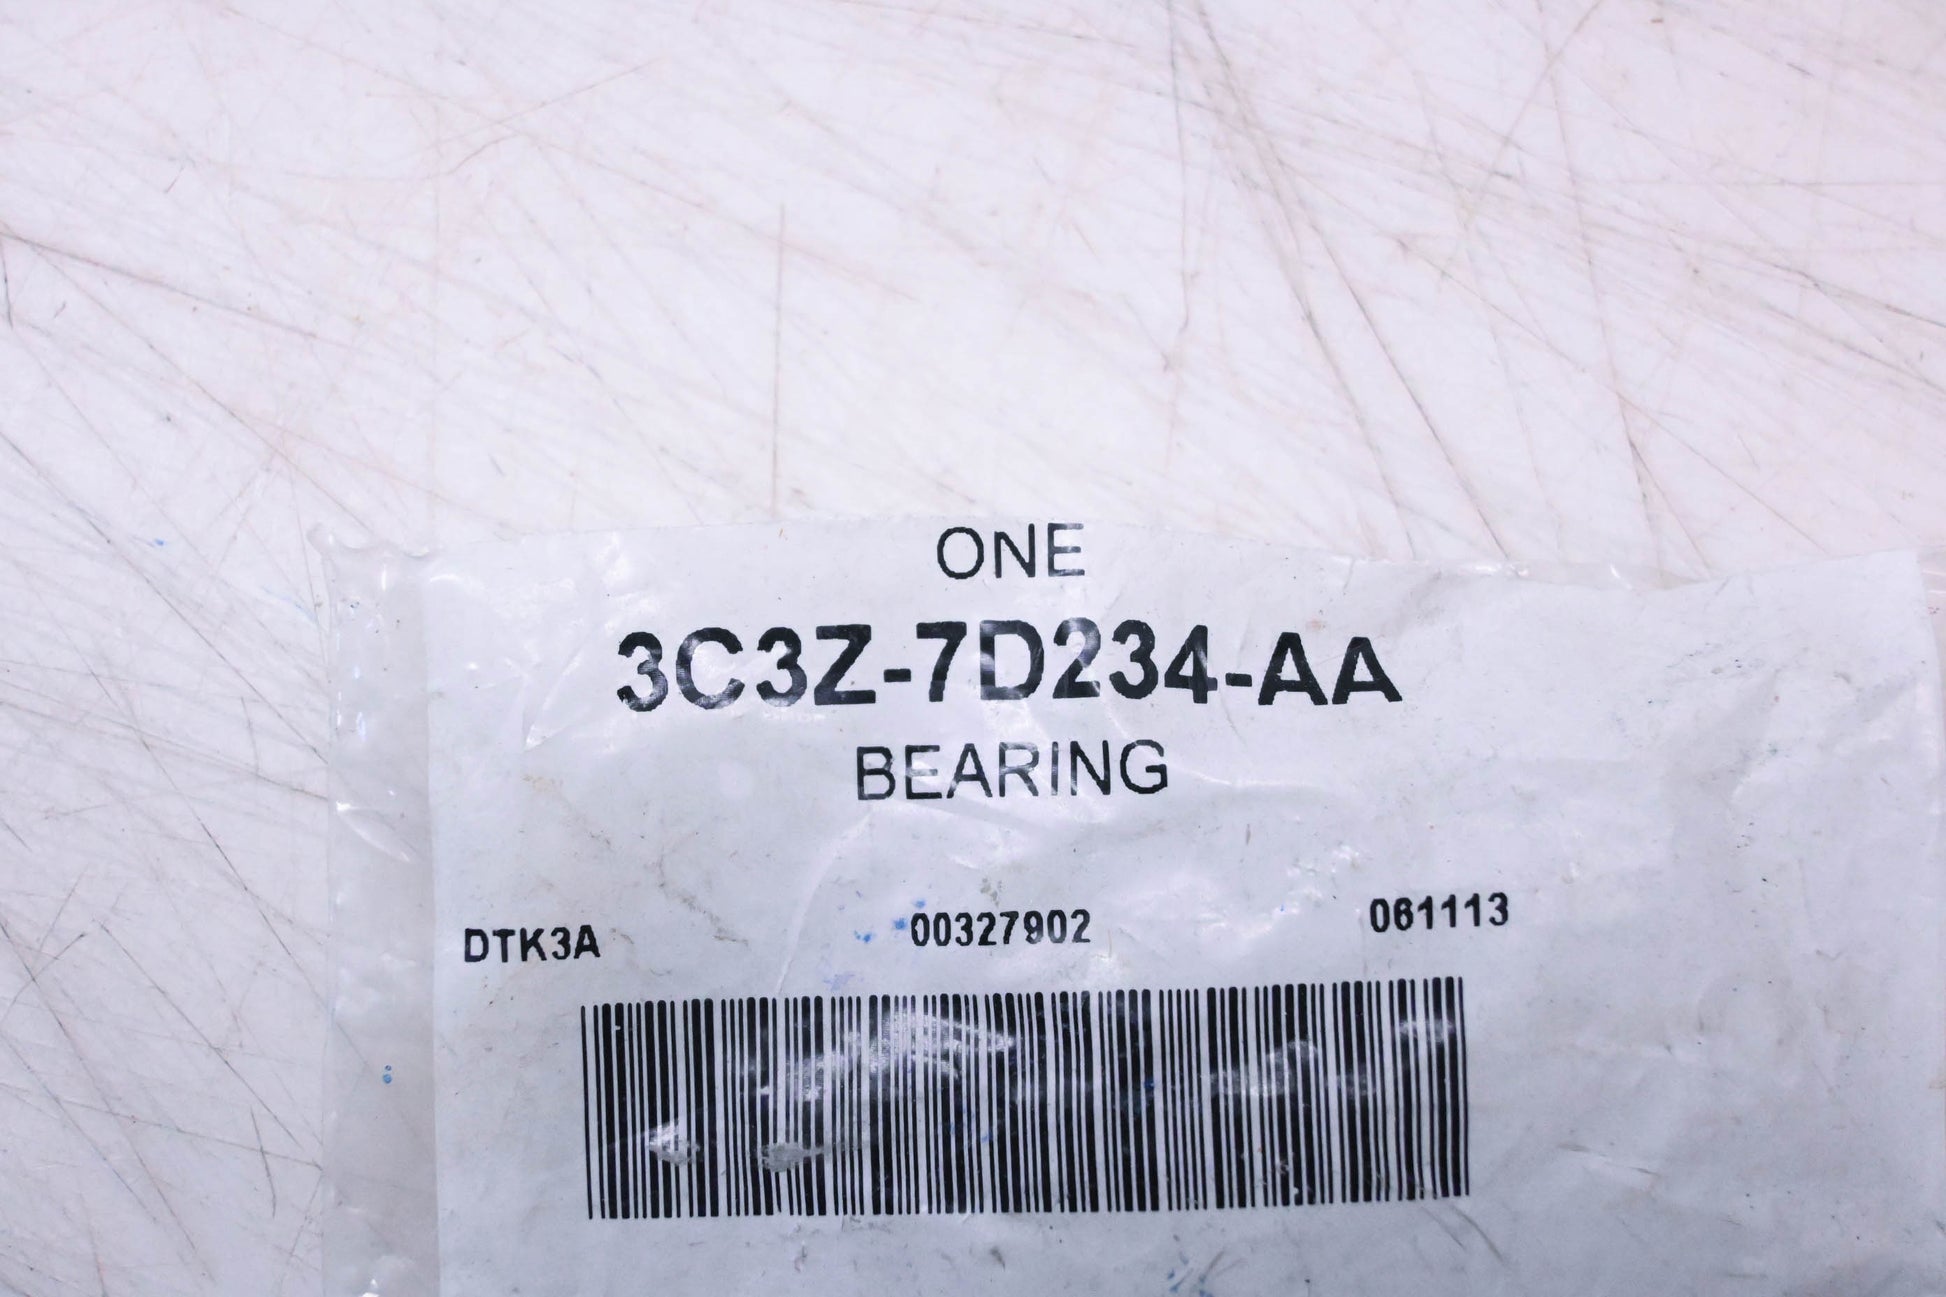 ONE
3C3Z-7D234-AA
BEARING
DTK3A 00327902 061113